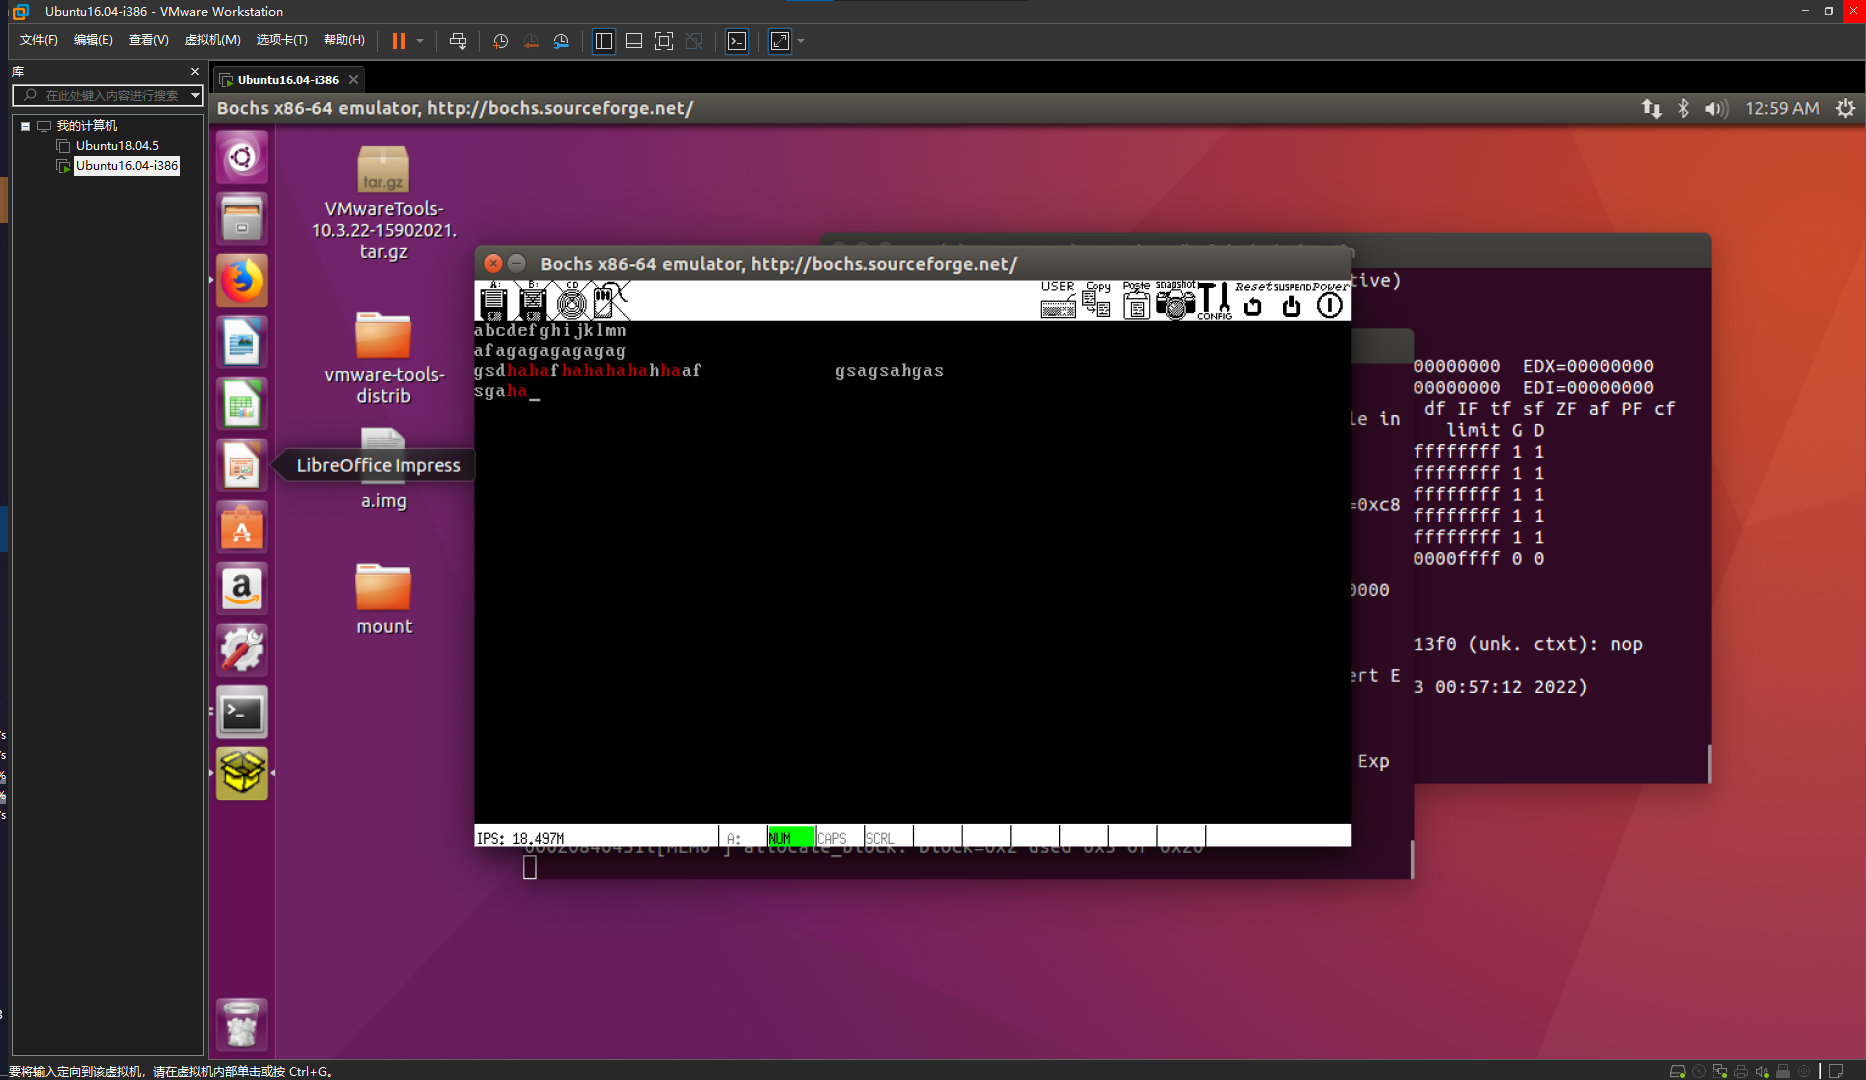 Ubuntu16.04-i386 - VMware Workstation
文件(F) 编辑(E) 查看(V) 虚拟机(M) 选项卡(T) 帮助(H)
库
在此处键入内容进行搜索
我的计算机
Ubuntu18.04.5
Ubuntu16.04-i386
Ubuntu16.04-i386
Bochs x86-64 emulator, http://bochs.sourceforge.net/
12:59 AM
tar.gz
VMwareTools-
10.3.22-15902021.
tar.gz
vmware-tools-
distrib
LibreOffice Impress
a.img
mount
Bochs x86-64 emulator, http://bochs.sourceforge.net/
A: B: CD USER Copy Paste snapshot CONFIG Reset SUSPEND Power
abcdefghijklmn
afagagagagagag
gsdhahafhahahahahhaaf gsagsahgas
sgaha_
IPS: 18.497M A: NUM CAPS SCRL
tive)
00000000 EDX=00000000
00000000 EDI=00000000
df IF tf sf ZF af PF cf
le in
limit G D
ffffffff 1 1
ffffffff 1 1
ffffffff 1 1
=0xc8
ffffffff 1 1
ffffffff 1 1
0000ffff 0 0
0000
13f0 (unk. ctxt): nop
ert E
3 00:57:12 2022)
Exp
要将输入定向到该虚拟机，请在虚拟机内部单击或按 Ctrl+G。